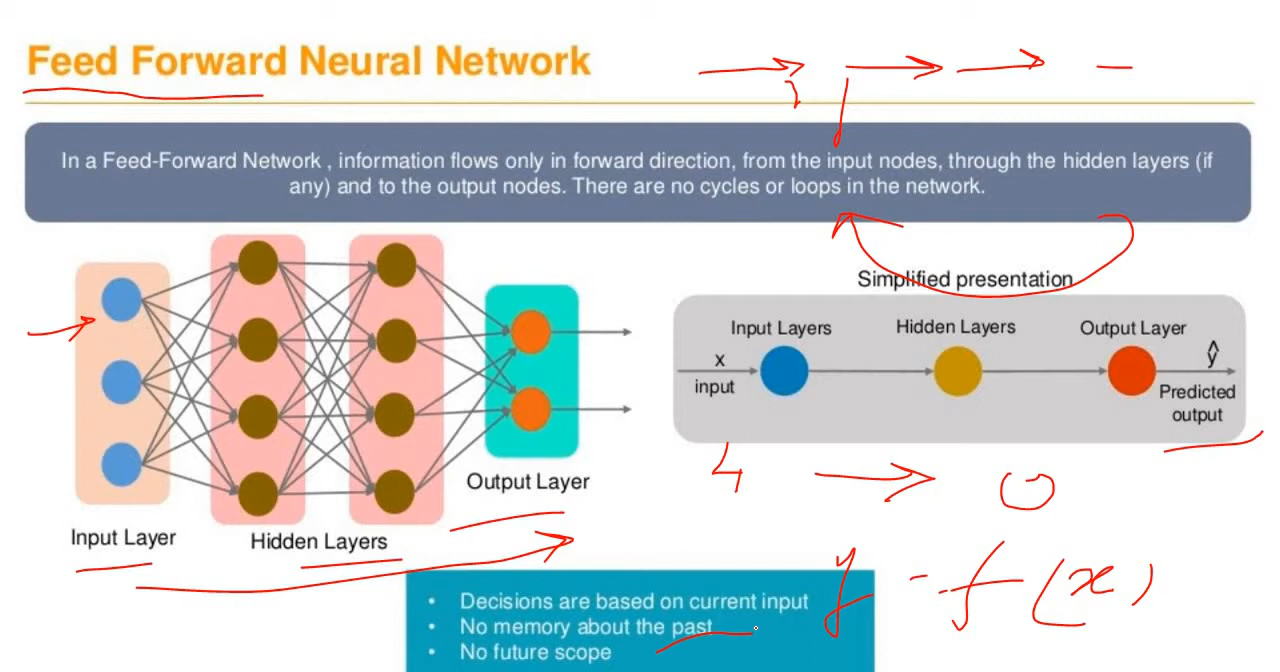 Feed Forward Neural Network
In a Feed-Forward Network , information flows only in forward direction, from the input nodes, through the hidden layers (if
any) and to the output nodes. There are no cycles or loops in the network.
Simplified presentation
Input Layers
Hidden Layers
Output Layer
x
input
ŷ
Predicted
output
Input Layer
Hidden Layers
Output Layer
y = f(x)
• Decisions are based on current input
• No memory about the past
• No future scope